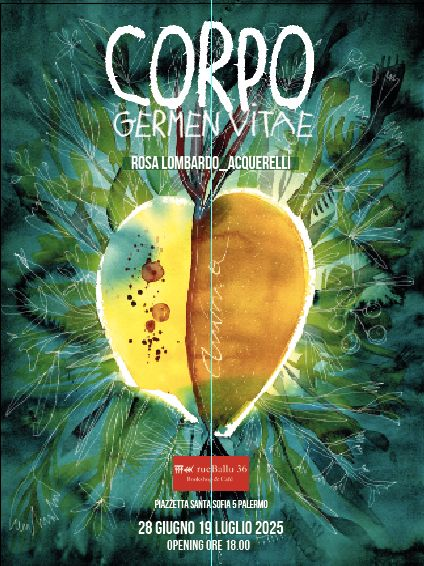 CORPO
GERMEN VITAE
ROSA LOMBARDO_ACQUERELLI
rueBallu 36
Bookshop & Café
PIAZZETTA SANTA SOFIA 5 PALERMO
28 GIUGNO 19 LUGLIO 2025
OPENING ORE 18.00